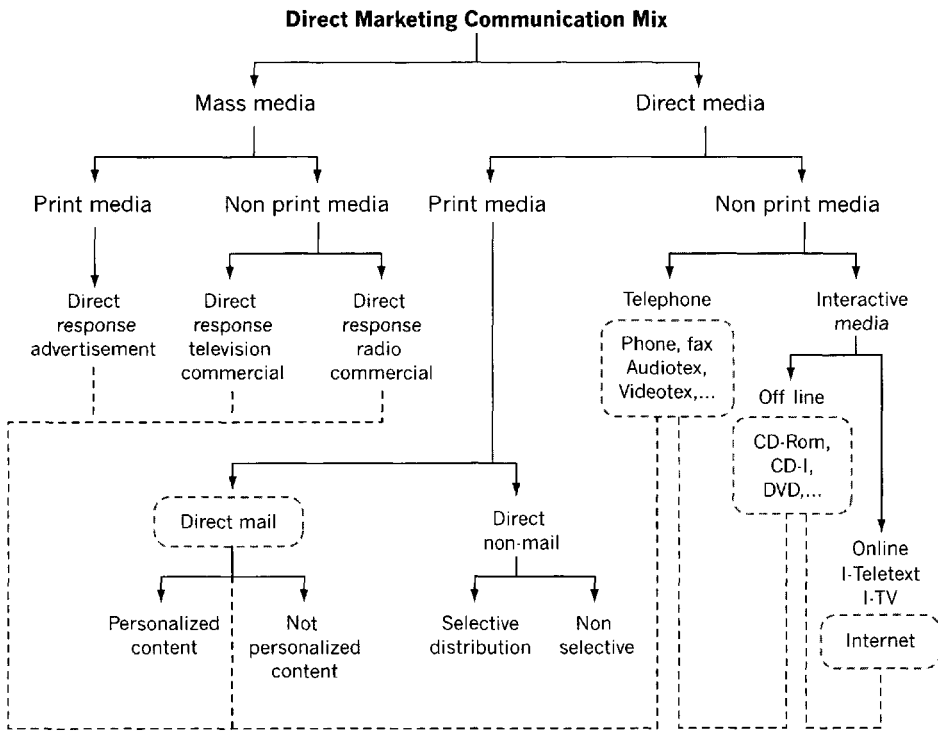 Direct Marketing Communication Mix
Mass media
Direct media
Print media
Non print media
Print media
Non print media
Direct
response
advertisement
Direct
response
television
commercial
Direct
response
radio
commercial
Telephone
Phone, fax
Audiotex,
Videotex,...
Interactive
media
Off line
CD-Rom,
CD-I,
DVD,...
Direct mail
Direct
non-mail
Online
I-Teletext
I-TV
Internet
Personalized
content
Not
personalized
content
Selective
distribution
Non
selective